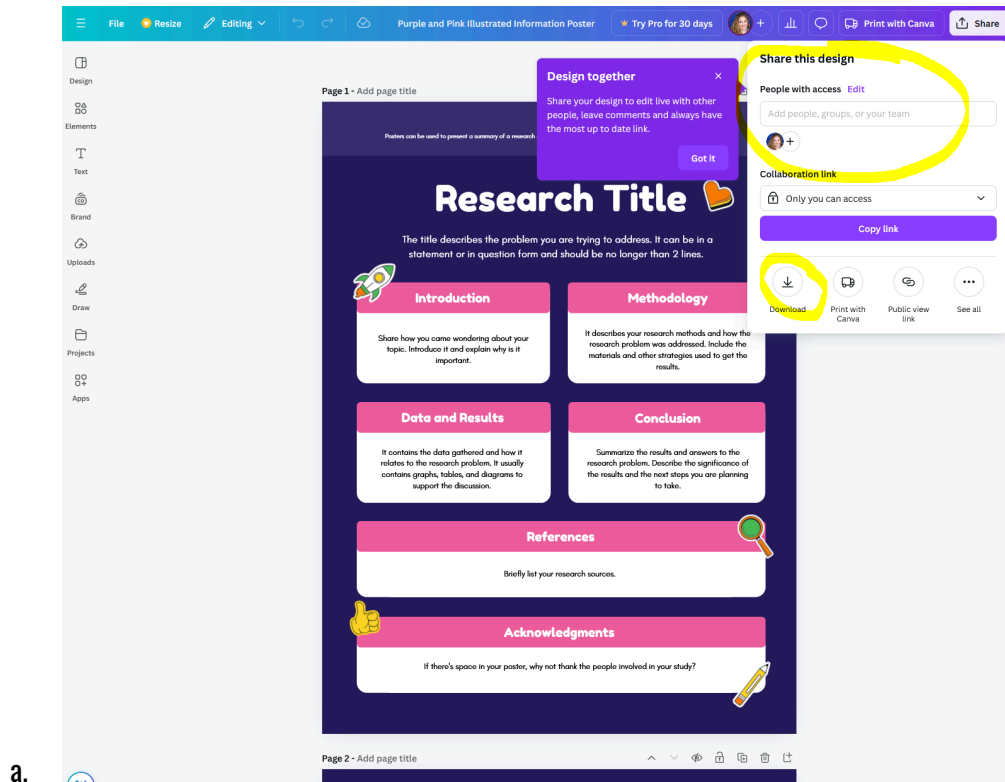 File Resize Editing Purple and Pink Illustrated Information Poster Try Pro for 30 days + Print with Canva Share
Design
Elements
Text
Brand
Uploads
Draw
Projects
Apps
Page 1 - Add page title
Posters can be used to present a summary of a research
Design together
Share your design to edit live with other
people, leave comments and always have
the most up to date link.
Got it
Share this design
People with access Edit
Add people, groups, or your team
+
Collaboration link
Only you can access
Copy link
Download
Print with
Canva
Public view
link
See all
Research Title
The title describes the problem you are trying to address. It can be in a
statement or in question form and should be no longer than 2 lines.
Introduction
Share how you came wondering about your
topic. Introduce it and explain why is it
important.
Methodology
It describes your research methods and how the
research problem was addressed. Include the
materials and other strategies used to get the
results.
Data and Results
It contains the data gathered and how it
relates to the research problem. It usually
contains graphs, tables, and diagrams to
support the discussion.
Conclusion
Summarize the results and answers to the
research problem. Describe the significance of
the results and the next steps you are planning
to take.
References
Briefly list your research sources.
Acknowledgments
If there's space in your poster, why not thank the people involved in your study?
Page 2 - Add page title
a.